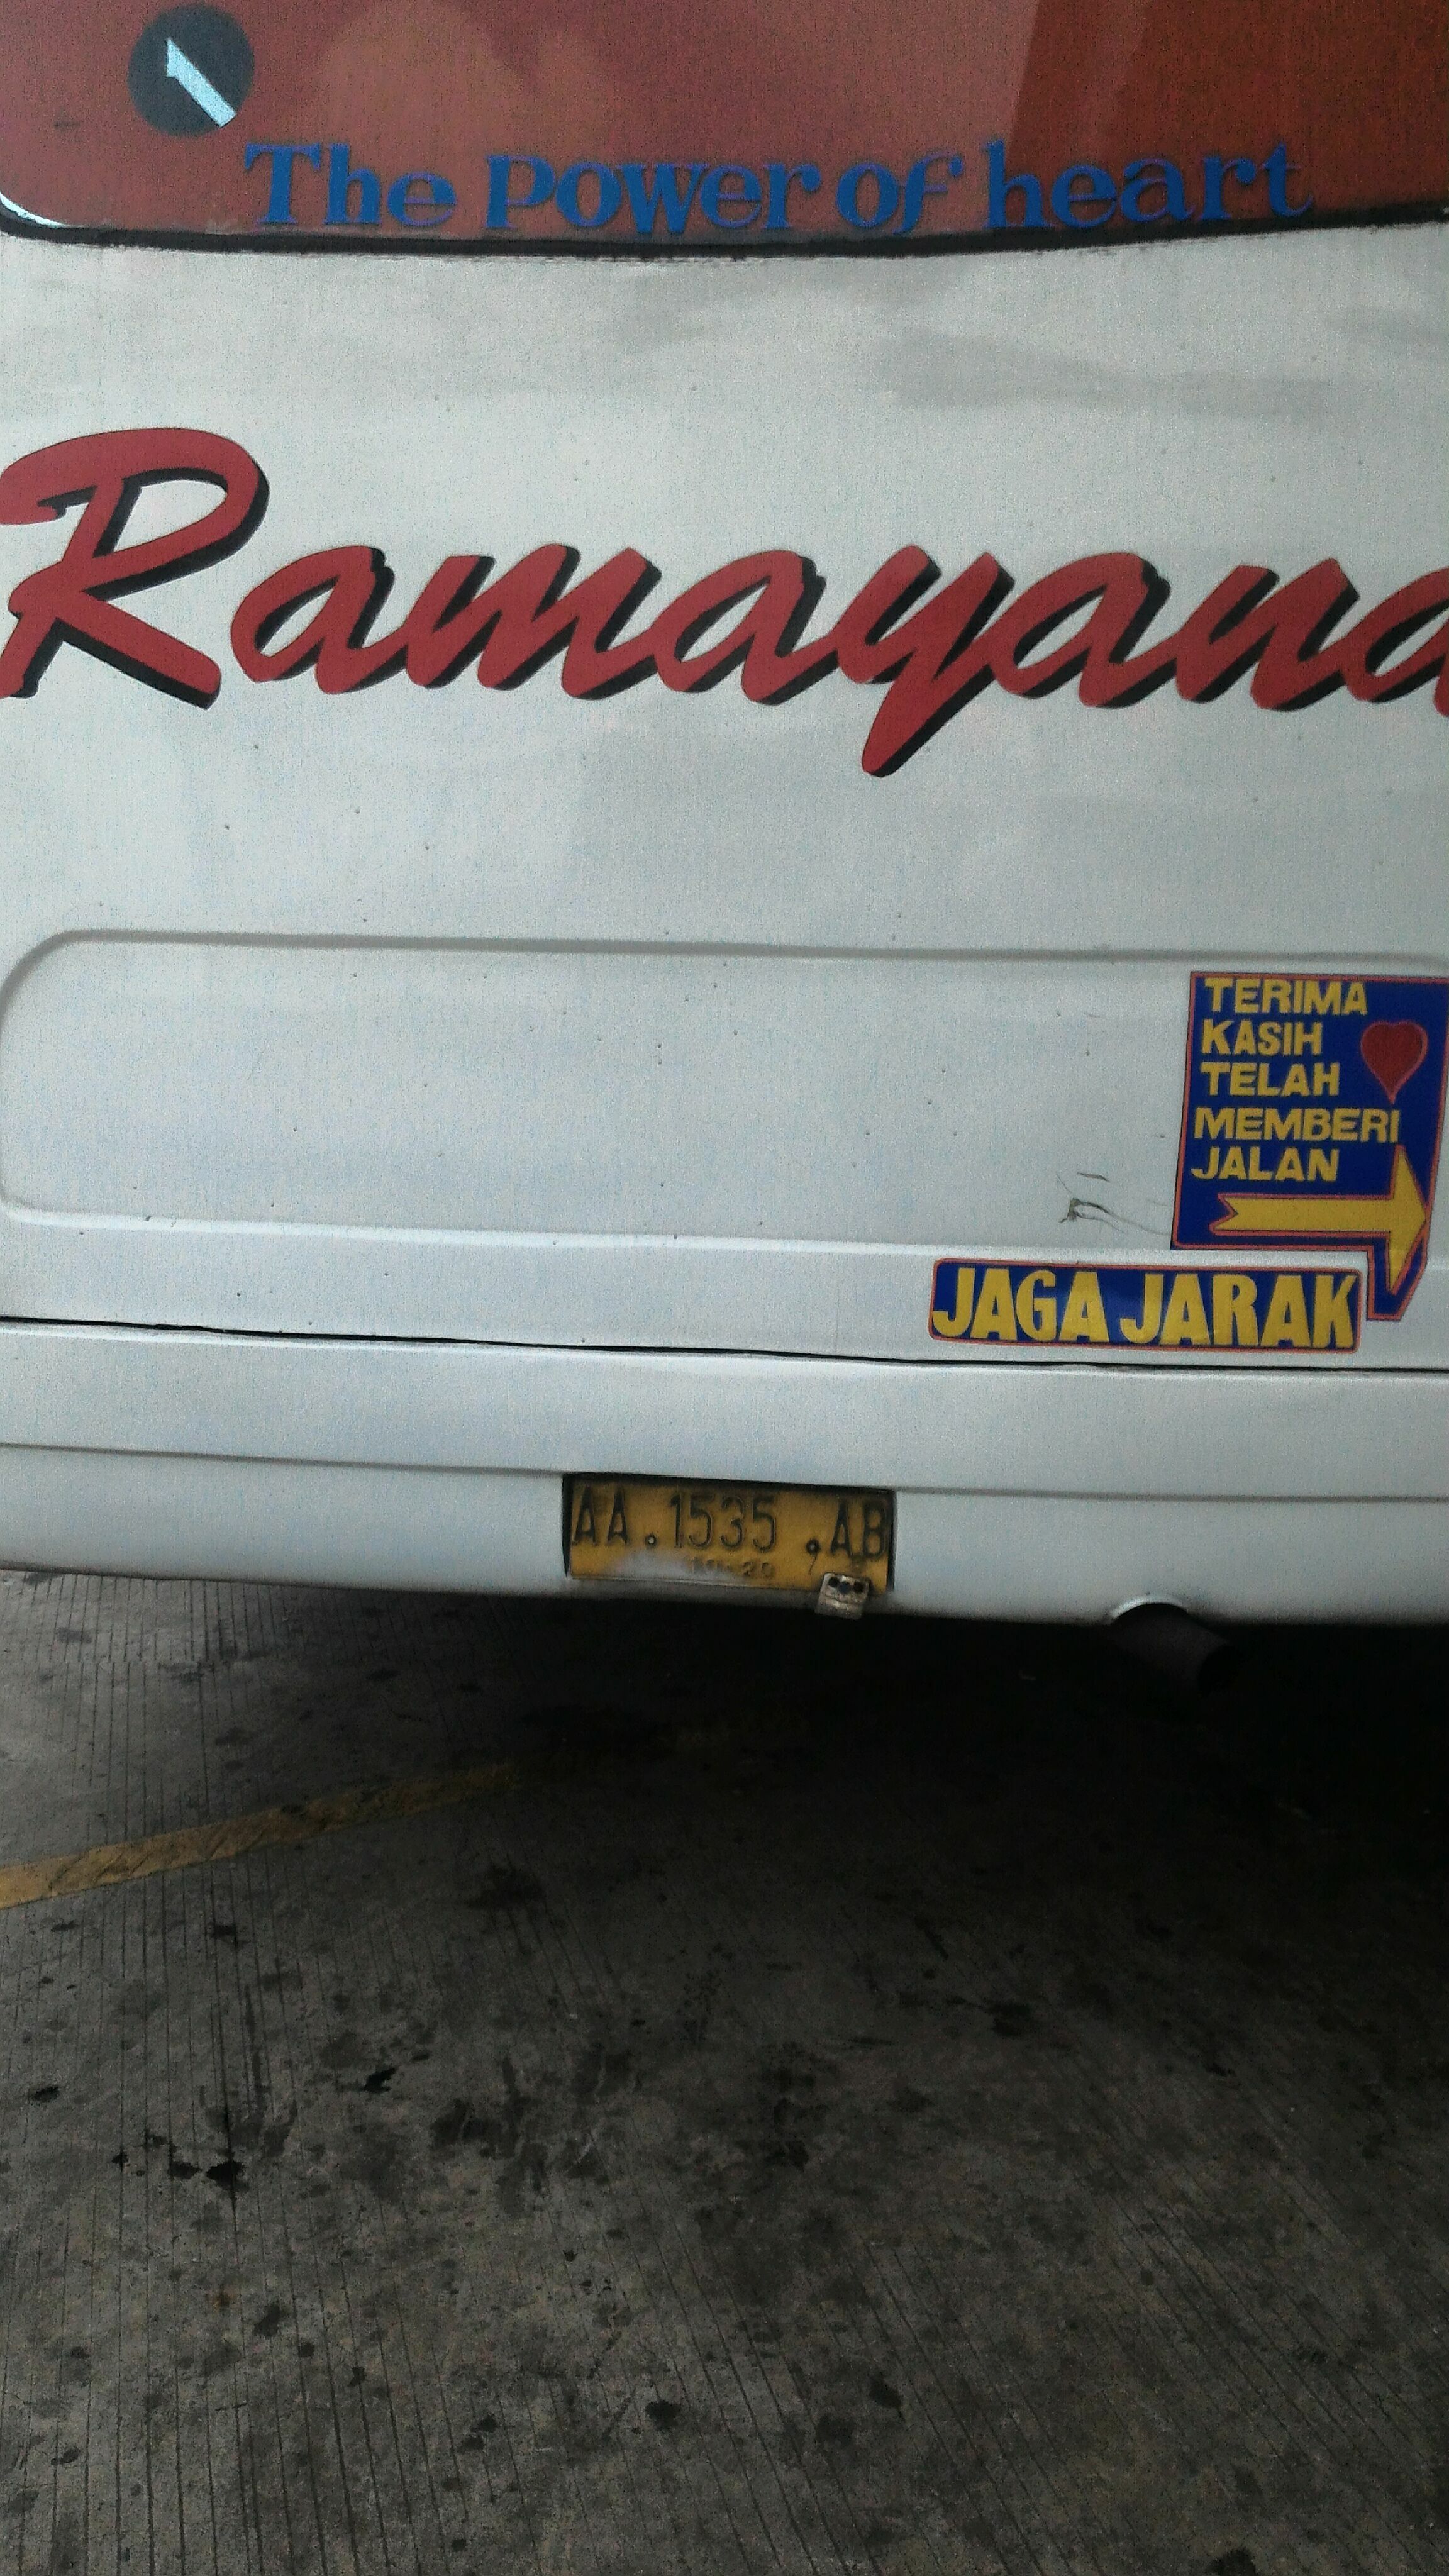 The Power of heart
Ramayana
TERIMA
KASIH
TELAH
MEMBERI
JALAN
JAGA JARAK
AA.1535.AB